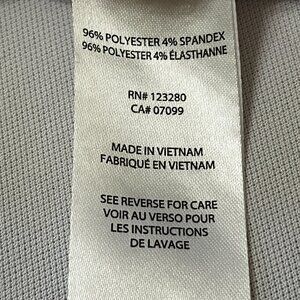 96% POLYESTER 4% SPANDEX
96% POLYESTER 4% ÉLASTHANNE
RN# 123280
CA# 07099
MADE IN VIETNAM
FABRIQUÉ EN VIETNAM
SEE REVERSE FOR CARE
VOIR AU VERSO POUR
LES INSTRUCTIONS
DE LAVAGE